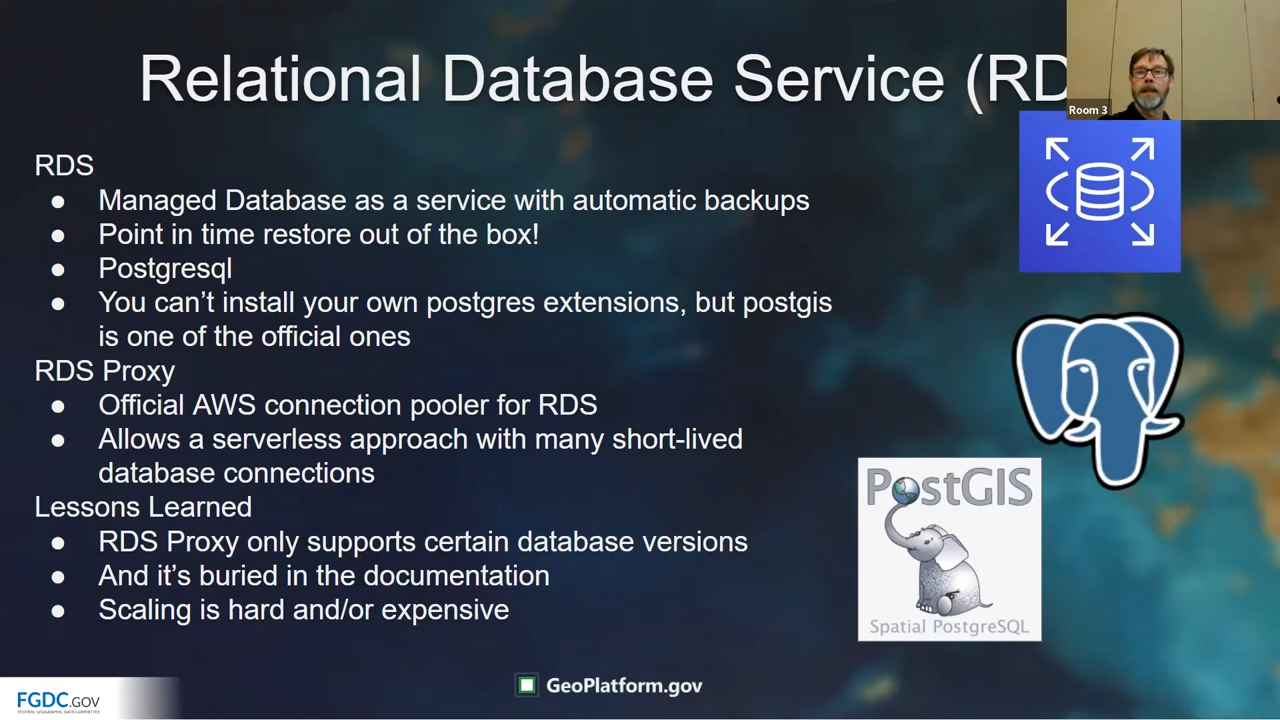 Relational Database Service (RD
Room 3
RDS
● Managed Database as a service with automatic backups
● Point in time restore out of the box!
● Postgresql
● You can’t install your own postgres extensions, but postgis
is one of the official ones
RDS Proxy
● Official AWS connection pooler for RDS
● Allows a serverless approach with many short-lived
database connections
Lessons Learned
● RDS Proxy only supports certain database versions
● And it’s buried in the documentation
● Scaling is hard and/or expensive
PostGIS
Spatial PostgreSQL
FGDC.GOV
FEDERAL GEOGRAPHIC DATA COMMITTEE
GeoPlatform.gov